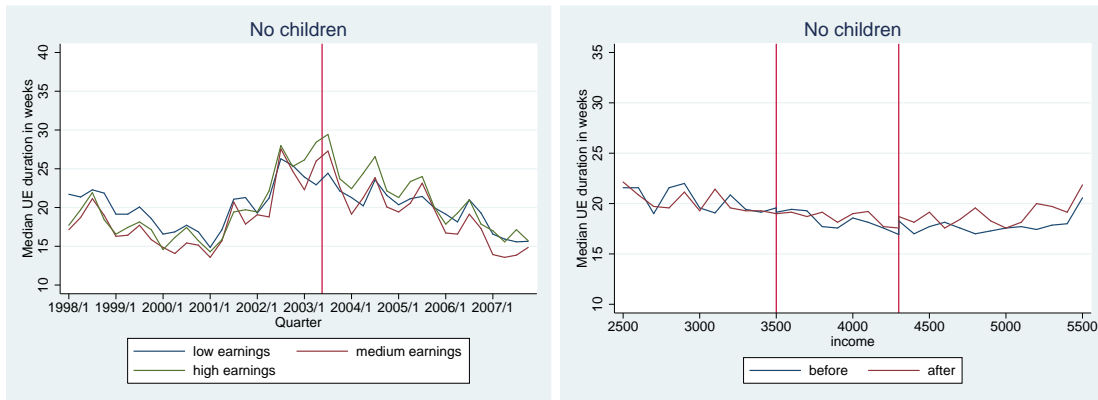 No children
Median UE duration in weeks
40
35
30
25
20
15
10
1998/1 1999/1 2000/1 2001/1 2002/1 2003/1 2004/1 2005/1 2006/1 2007/1
Quarter
low earnings medium earnings
high earnings
No children
Median UE duration in weeks
35
30
25
20
15
10
2500 3000 3500 4000 4500 5000 5500
income
before after